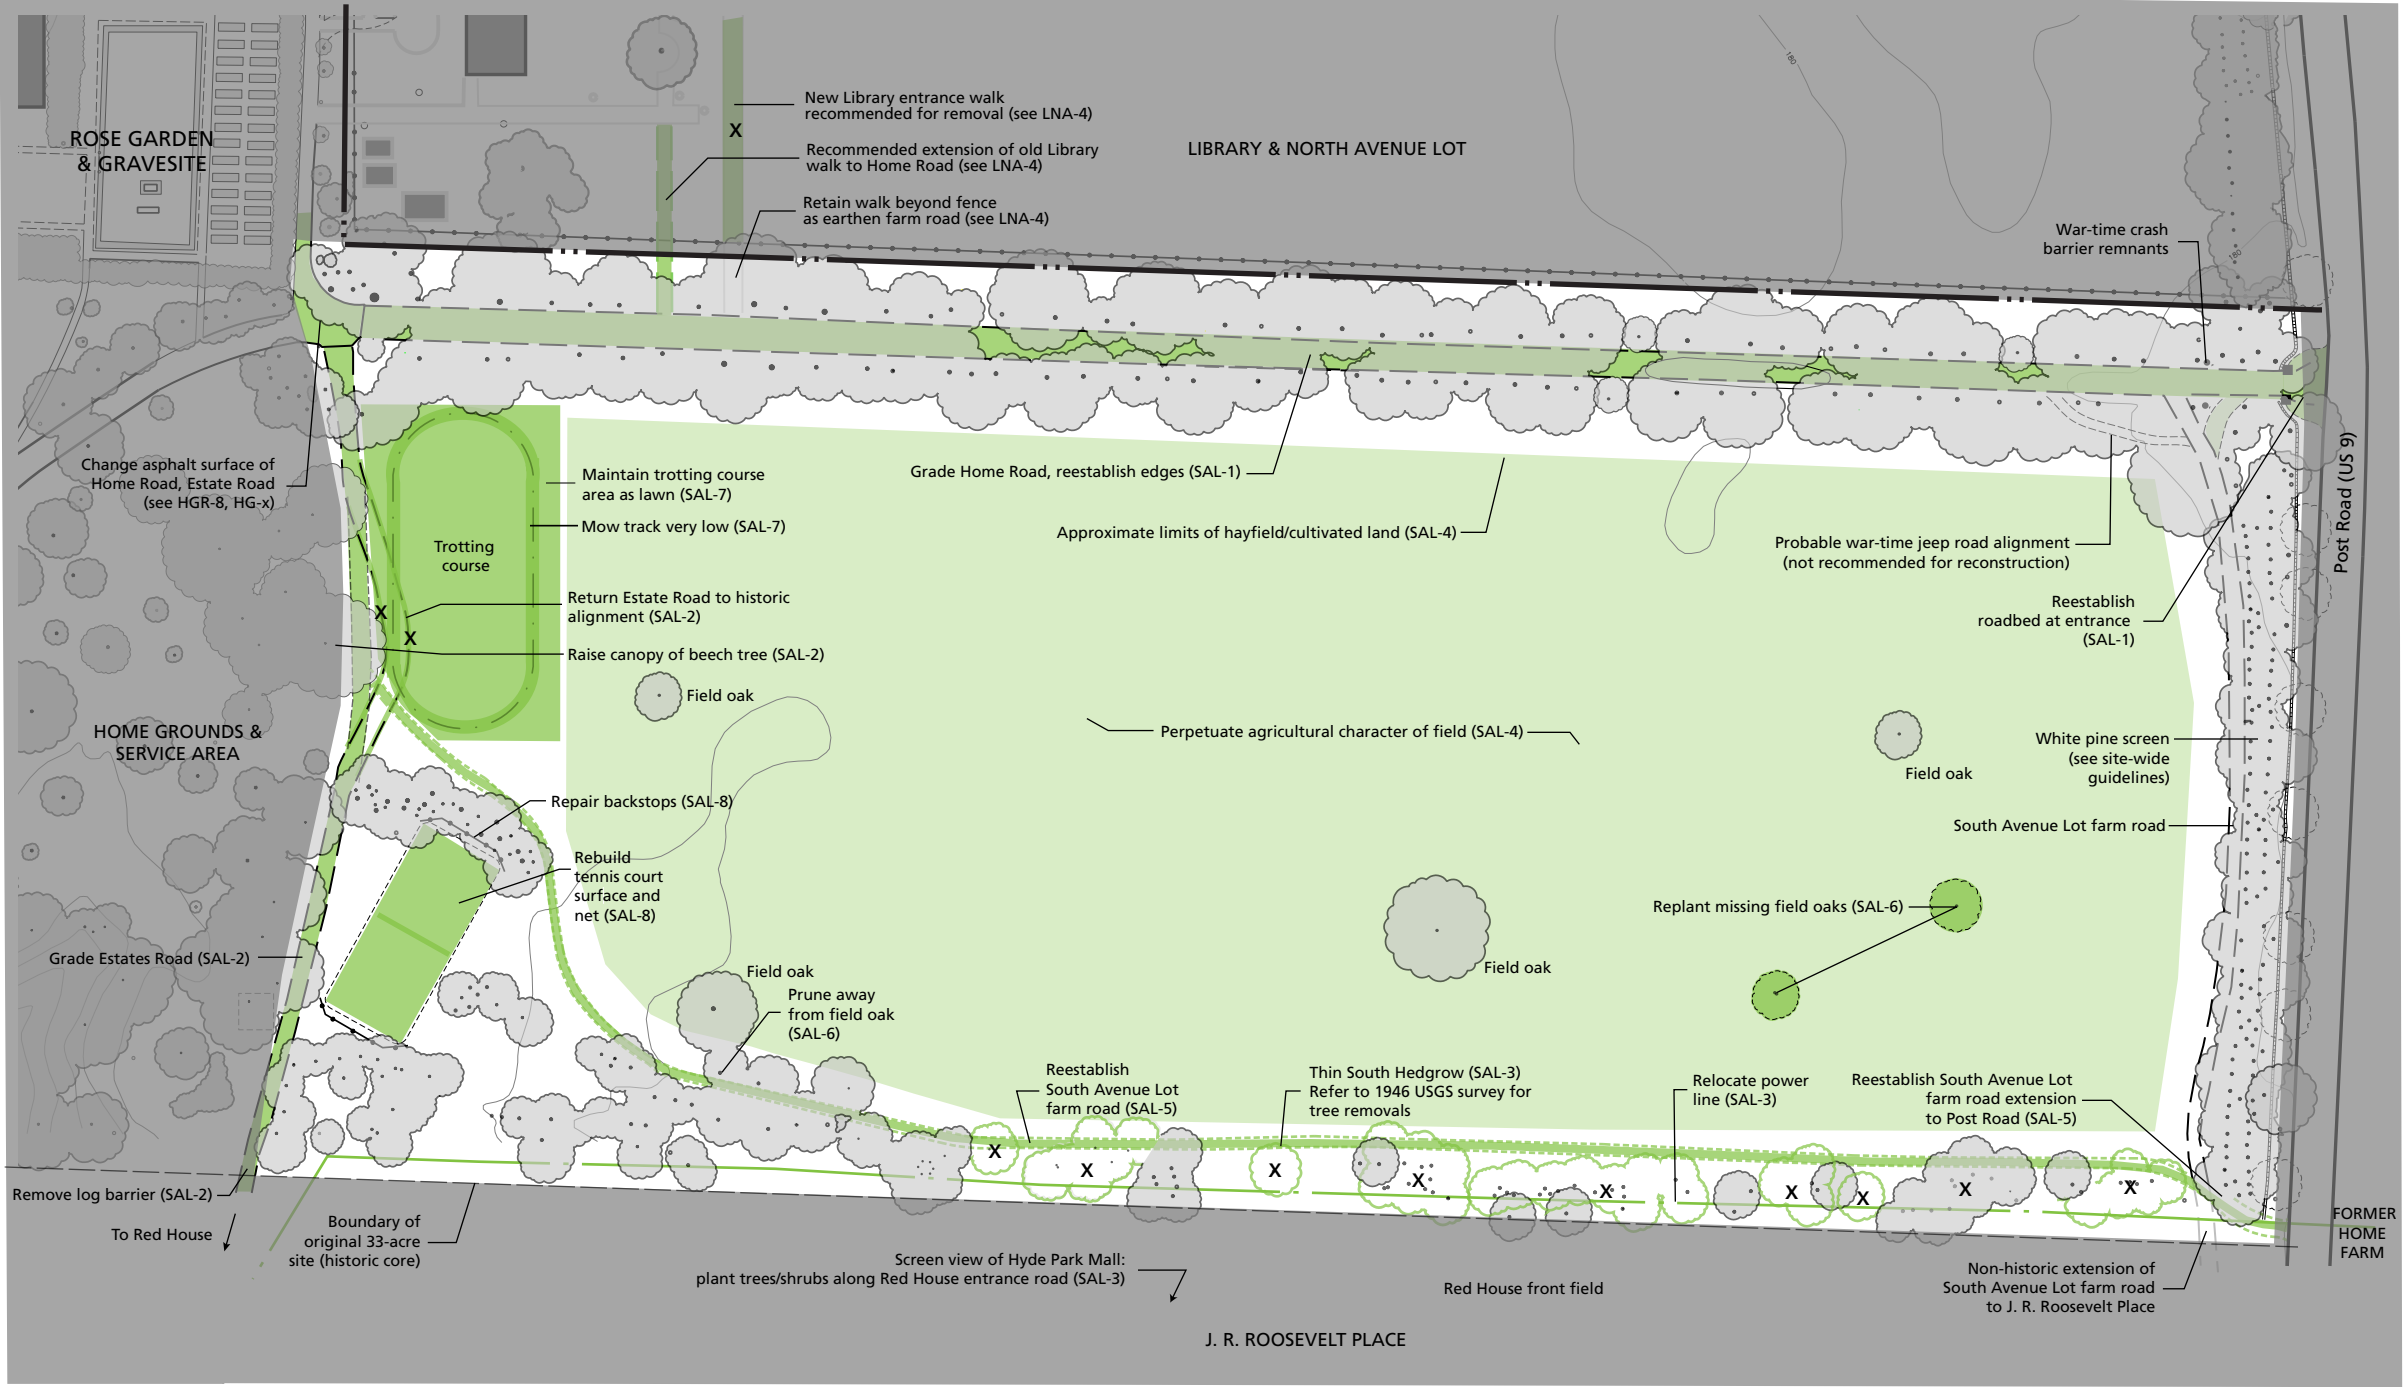 ROSE GARDEN
& GRAVESITE
New Library entrance walk
recommended for removal (see LNA-4)
X
Recommended extension of old Library
walk to Home Road (see LNA-4)
Retain walk beyond fence
as earthen farm road (see LNA-4)
LIBRARY & NORTH AVENUE LOT
180
180
War-time crash
barrier remnants
Post Road (US 9)
Change asphalt surface of
Home Road, Estate Road
(see HGR-8, HG-x)
Maintain trotting course
area as lawn (SAL-7)
Mow track very low (SAL-7)
Trotting
course
Grade Home Road, reestablish edges (SAL-1)
Approximate limits of hayfield/cultivated land (SAL-4)
Probable war-time jeep road alignment
(not recommended for reconstruction)
Reestablish
roadbed at entrance
(SAL-1)
X
X
Return Estate Road to historic
alignment (SAL-2)
Raise canopy of beech tree (SAL-2)
Field oak
HOME GROUNDS &
SERVICE AREA
Perpetuate agricultural character of field (SAL-4)
Field oak
White pine screen
(see site-wide
guidelines)
South Avenue Lot farm road
Repair backstops (SAL-8)
Rebuild
tennis court
surface and
net (SAL-8)
Replant missing field oaks (SAL-6)
Grade Estates Road (SAL-2)
Field oak
Prune away
from field oak
(SAL-6)
Field oak
Reestablish
South Avenue Lot
farm road (SAL-5)
Thin South Hedgrow (SAL-3)
Refer to 1946 USGS survey for
tree removals
Relocate power
line (SAL-3)
Reestablish South Avenue Lot
farm road extension
to Post Road (SAL-5)
X
X
X
X
X
X
X
X
X
Remove log barrier (SAL-2)
To Red House
Boundary of
original 33-acre
site (historic core)
Screen view of Hyde Park Mall:
plant trees/shrubs along Red House entrance road (SAL-3)
Red House front field
Non-historic extension of
South Avenue Lot farm road
to J. R. Roosevelt Place
FORMER
HOME
FARM
J. R. ROOSEVELT PLACE